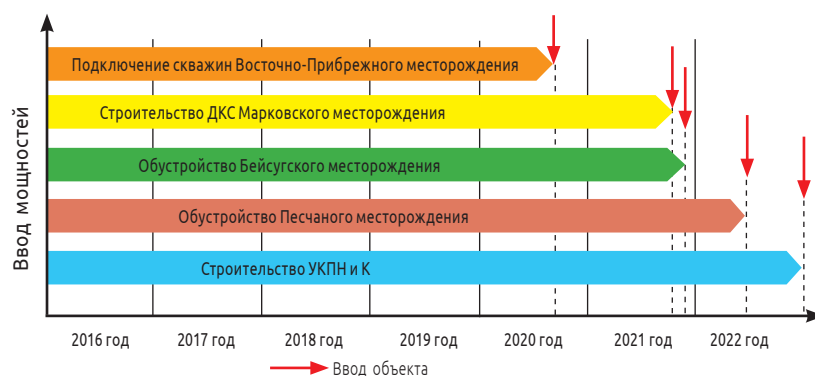 Ввод мощностей
Подключение скважин Восточно-Прибрежного месторождения
Строительство ДКС Марковского месторождения
Обустройство Бейсугского месторождения
Обустройство Песчаного месторождения
Строительство УКПН и К
2016 год 2017 год 2018 год 2019 год 2020 год 2021 год 2022 год
Ввод объекта